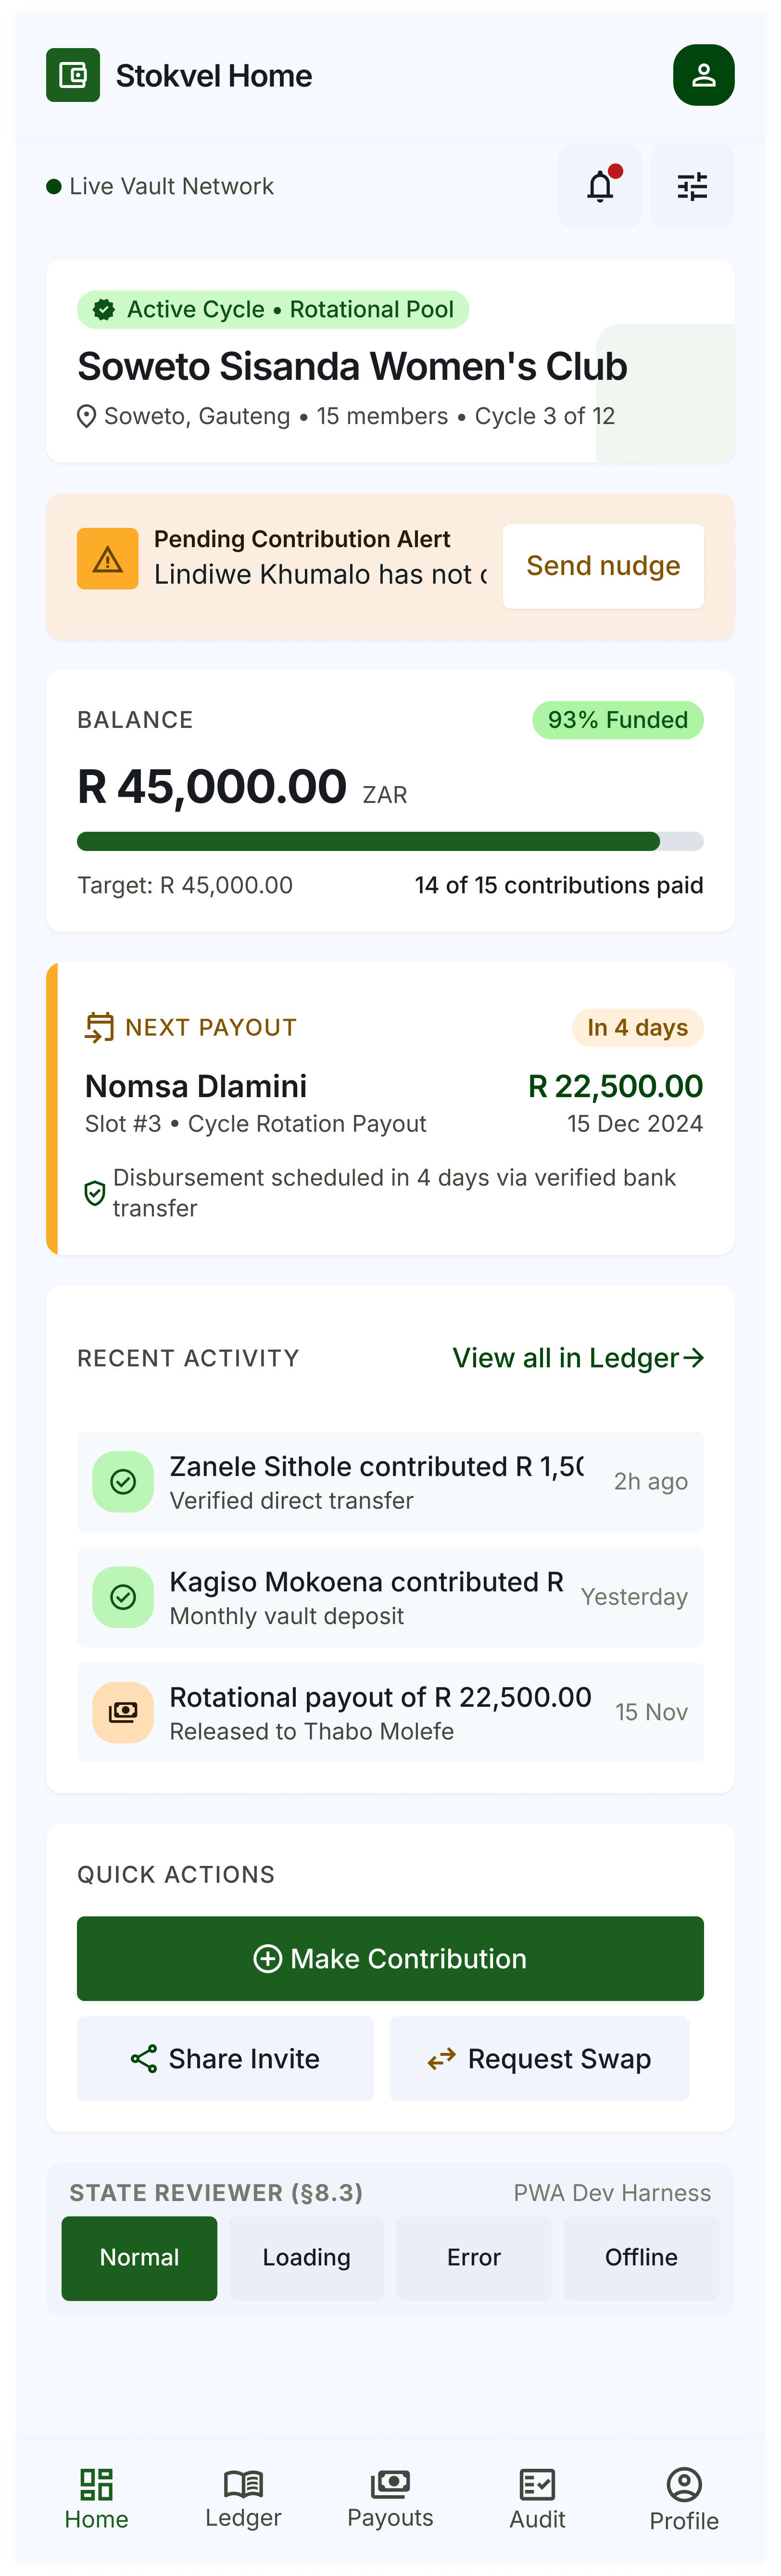 Stokvel Home
Live Vault Network
Active Cycle • Rotational Pool
Soweto Sisanda Women's Club
Soweto, Gauteng • 15 members • Cycle 3 of 12
Pending Contribution Alert
Lindiwe Khumalo has not
Send nudge
BALANCE
93% Funded
R 45,000.00 ZAR
Target: R 45,000.00
14 of 15 contributions paid
NEXT PAYOUT
In 4 days
Nomsa Dlamini
R 22,500.00
Slot #3 • Cycle Rotation Payout
15 Dec 2024
Disbursement scheduled in 4 days via verified bank
transfer
RECENT ACTIVITY
View all in Ledger
Zanele Sithole contributed R 1,5
2h ago
Verified direct transfer
Kagiso Mokoena contributed R
Yesterday
Monthly vault deposit
Rotational payout of R 22,500.00
15 Nov
Released to Thabo Molefe
QUICK ACTIONS
Make Contribution
Share Invite
Request Swap
STATE REVIEWER (§8.3)
PWA Dev Harness
Normal
Loading
Error
Offline
Home
Ledger
Payouts
Audit
Profile